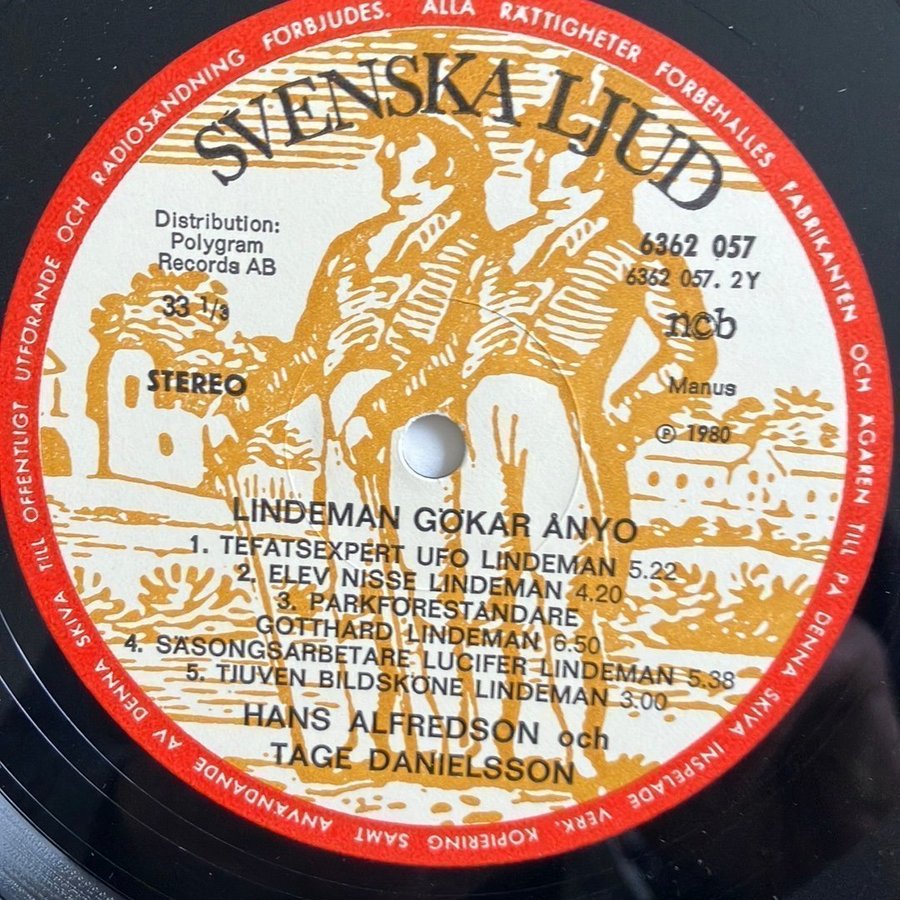 SVENSKA LJUD
Distribution:
Polygram
Records AB
33 1/3
STEREO
6362 057
6362 057. 2Y
ncb
Manus
Ⓟ 1980
LINDEMAN GÖKAR ÅNYO
1. TEFATSEXPERT UFO LINDEMAN 5.22
2. ELEV NISSE LINDEMAN 4.20
3. PARKFÖRESTÅNDARE
GOTTHARD LINDEMAN 6.50
4. SÄSONGSARBETARE LUCIFER LINDEMAN 5.38
5. TJUVEN BILDSKÖNE LINDEMAN 3.00
HANS ALFREDSON och
TAGE DANIELSSON
ALLA RÄTTIGHETER FÖRBEHÅLLES FABRIKANTEN OCH ÄGAREN TILL PÅ DENNA SKIVA INSPELADE VERK. KOPIERING SAMT ANVÄNDANDE AV DENNA SKIVA TILL OFFENTLIGT UTFÖRANDE OCH RADIOSÄNDNING FÖRBJUDES.